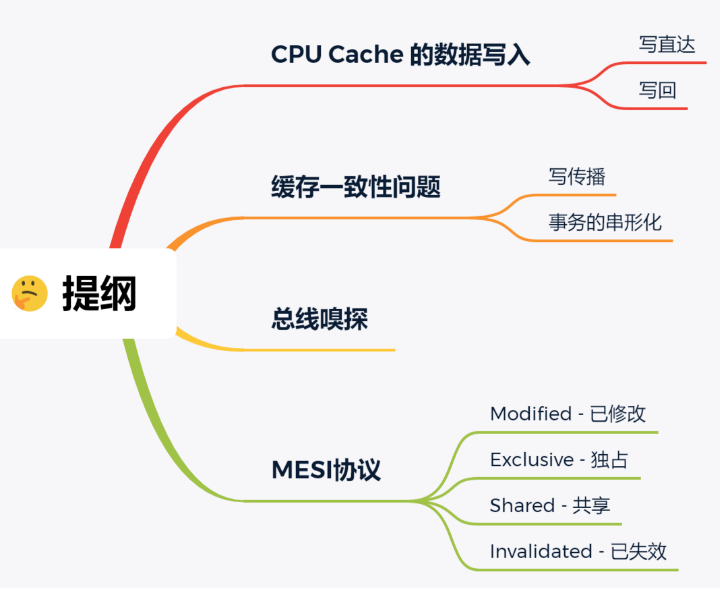 CPU Cache 的数据写入
写直达
写回
缓存一致性问题
写传播
事务的串形化
提纲
总线嗅探
MESI协议
Modified - 已修改
Exclusive - 独占
Shared - 共享
Invalidated - 已失效